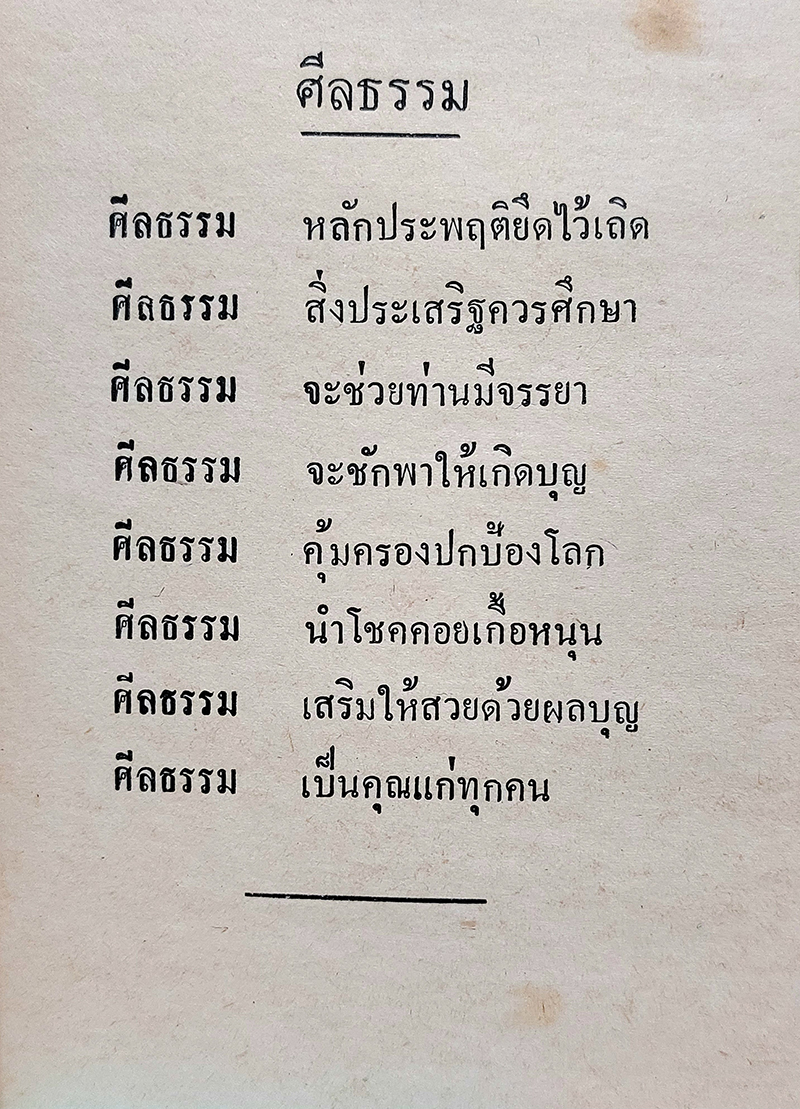 ศีลธรรม
ศีลธรรม หลักประพฤติยึดไว้เถิด
ศีลธรรม สิ่งประเสริฐควรศึกษา
ศีลธรรม จะช่วยท่านมีจรรยา
ศีลธรรม จะชักพาให้เกิดบุญ
ศีลธรรม คุ้มครองปกป้องโลก
ศีลธรรม นำโชคคอยเกื้อหนุน
ศีลธรรม เสริมให้สวยด้วยผลบุญ
ศีลธรรม เป็นคุณแก่ทุกคน